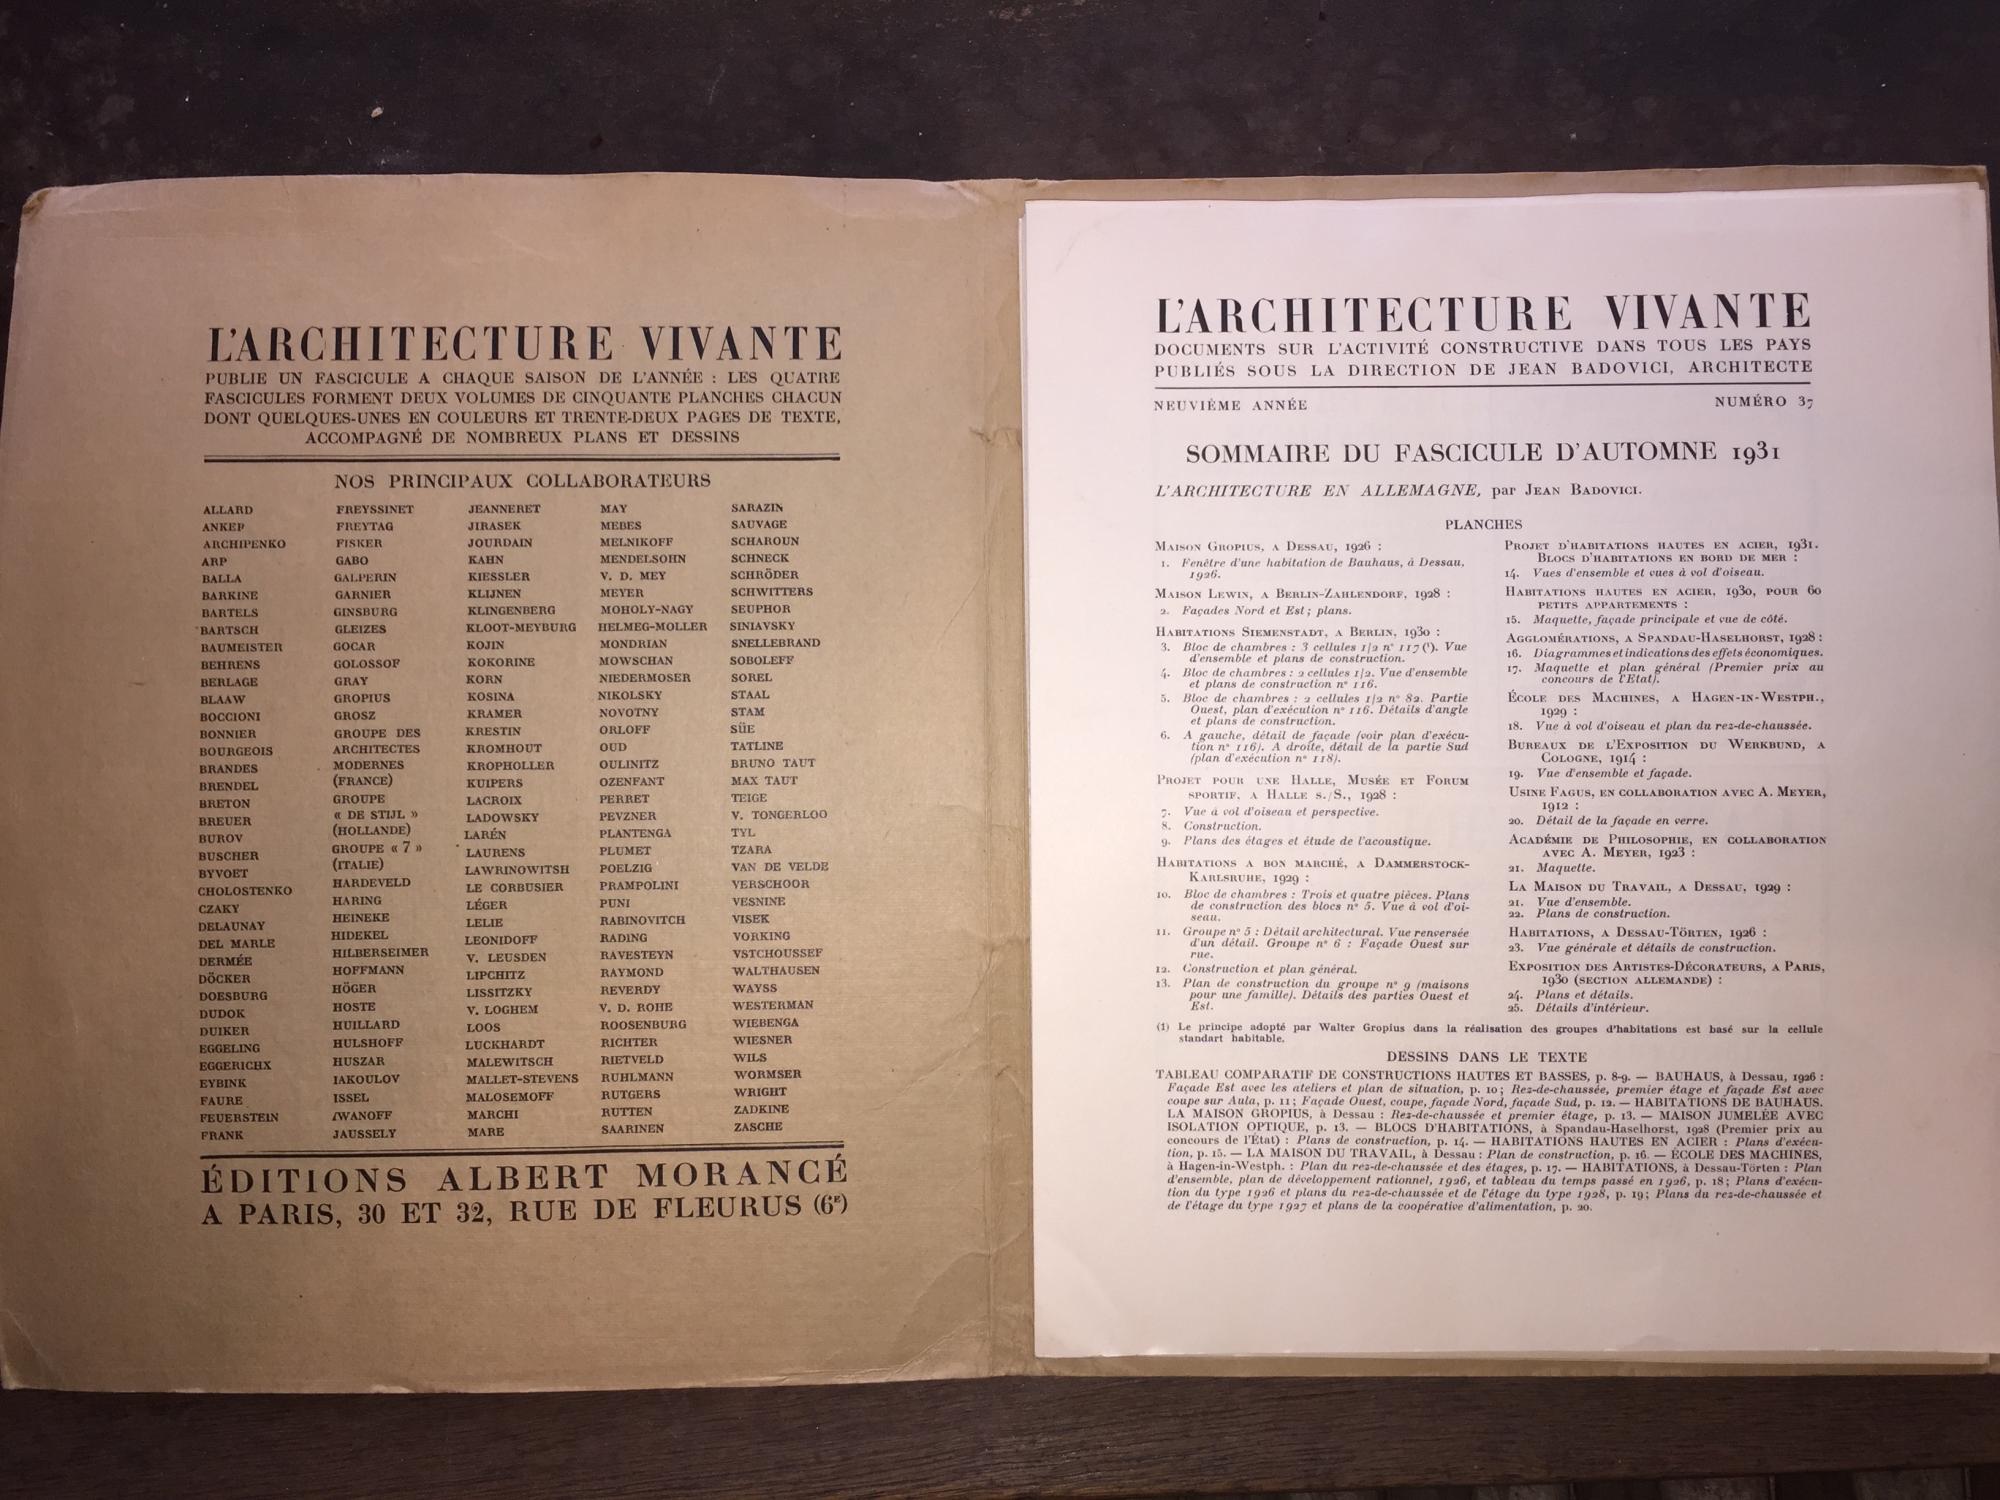 L'ARCHITECTURE VIVANTE
PUBLIE UN FASCICULE A CHAQUE SAISON DE L'ANNÉE : LES QUATRE
FASCICULES FORMENT DEUX VOLUMES DE CINQUANTE PLANCHES CHACUN
DONT QUELQUES-UNES EN COULEURS ET TRENTE-DEUX PAGES DE TEXTE,
ACCOMPAGNÉ DE NOMBREUX PLANS ET DESSINS
NOS PRINCIPAUX COLLABORATEURS
ALLARD
ANKEP
ARCHIPENKO
ARP
BALLA
BARKINE
BARTELS
BARTSCH
BAUMEISTER
BEHRENS
BERLAGE
BLAAW
BOCCIONI
BONNIER
BOURGEOIS
BRANDES
BRENDEL
BRETON
BREUER
BUROV
BUSCHER
BYVOET
CHOLOSTENKO
CZAKY
DELAUNAY
DEL MARLE
DERMÉE
DÖCKER
DOESBURG
DUDOK
DUIKER
EGGELING
EGGERICHX
EYBINK
FAURE
FEUERSTEIN
FRANK
FREYSSINET
FREYTAG
FISKER
GABO
GALPERIN
GARNIER
GINSBURG
GLEIZES
GOCAR
GOLOSSOF
GRAY
GROPIUS
GROSZ
GROUPE DES
ARCHITECTES
MODERNES
(FRANCE)
GROUPE
« DE STIJL »
(HOLLANDE)
GROUPE « 7 »
(ITALIE)
HARDEVELD
HARING
HEINEKE
HIDEKEL
HILBERSEIMER
HOFFMANN
HÖGER
HOSTE
HUILLARD
HULSHOFF
HUSZAR
IAKOULOV
ISSEL
IWANOFF
JAUSSELY
JEANNERET
JIRASEK
JOURDAIN
KAHN
KIESSLER
KLIJNEN
KLINGENBERG
KLOOT-MEYBURG
KOJIN
KOKORINE
KORN
KOSINA
KRAMER
KRESTIN
KROMHOUT
KROPHOLLER
KUIPERS
LACROIX
LADOWSKY
LARÉN
LAURENS
LAWRINOWITSH
LE CORBUSIER
LÉGER
LELIE
LEONIDOFF
V. LEUSDEN
LIPCHITZ
LISSITZKY
V. LOGHEM
LOOS
LUCKHARDT
MALEWITSCH
MALLET-STEVENS
MALOSEMOFF
MARCHI
MARE
MAY
MEBES
MELNIKOFF
MENDELSOHN
V. D. MEY
MEYER
MOHOLY-NAGY
HELMEG-MOLLER
MONDRIAN
MOWSCHAN
NIEDERMOSER
NIKOLSKY
NOVOTNY
ORLOFF
OUD
OULINITZ
OZENFANT
PERRET
PEVZNER
PLANTENGA
PLUMET
POELZIG
PRAMPOLINI
PUNI
RABINOVITCH
RADING
RAVESTEYN
RAYMOND
REVERDY
V. D. ROHE
ROOSENBURG
RICHTER
RIETVELD
RUHLMANN
RUTGERS
RUTTEN
SAARINEN
SARAZIN
SAUVAGE
SCHAROUN
SCHNECK
SCHRÖDER
SCHWITTERS
SEUPHOR
SINIAVSKY
SNELLEBRAND
SOBOLEFF
SOREL
STAAL
STAM
SÜE
TATLINE
BRUNO TAUT
MAX TAUT
TEIGE
V. TONGERLOO
TYL
TZARA
VAN DE VELDE
VERSCHOOR
VESNINE
VISEK
VORKING
VSTCHOUSSEF
WALTHAUSEN
WAYSS
WESTERMAN
WIEBENGA
WIESNER
WILS
WORMSER
WRIGHT
ZADKINE
ZASCHE
ÉDITIONS ALBERT MORANCÉ
A PARIS, 30 ET 32, RUE DE FLEURUS (6E)
L'ARCHITECTURE VIVANTE
DOCUMENTS SUR L'ACTIVITÉ CONSTRUCTIVE DANS TOUS LES PAYS
PUBLIÉS SOUS LA DIRECTION DE JEAN BADOVICI, ARCHITECTE
NEUVIÈME ANNÉE NUMÉRO 37
SOMMAIRE DU FASCICULE D'AUTOMNE 1931
L'ARCHITECTURE EN ALLEMAGNE, par JEAN BADOVICI.
PLANCHES
MAISON GROPIUS, A DESSAU, 1926 :
1. Fenêtre d'une habitation de Bauhaus, à Dessau,
1926.
MAISON LEWIN, A BERLIN-ZAHLENDORF, 1928 :
2. Façades Nord et Est ; plans.
HABITATIONS SIEMENSTADT, A BERLIN, 1930 :
3. Bloc de chambres : 3 cellules 1/2 n° 117 (1). Vue
d'ensemble et plans de construction.
4. Bloc de chambres : 2 cellules 1/2. Vue d'ensemble
et plans de construction n° 116.
5. Bloc de chambres : 2 cellules 1/2 n° 82. Partie
Ouest, plan d'exécution n° 116. Détails d'angle
et plans de construction.
6. A gauche, détail de façade (voir plan d'exécu-
tion n° 116). A droite, détail de la partie Sud
(plan d'exécution n° 118).
PROJET POUR UNE HALLE, MUSÉE ET FORUM
SPORTIF, A HALLE S./S., 1928 :
7. Vue à vol d'oiseau et perspective.
8. Construction.
9. Plans des étages et étude de l'acoustique.
HABITATIONS A BON MARCHÉ, A DAMMERSTOCK-
KARLSRUHE, 1929 :
10. Bloc de chambres : Trois et quatre pièces. Plans
de construction des blocs n° 5. Vue à vol d'oi-
seau.
11. Groupe n° 5 : Détail architectural. Vue renversée
d'un détail. Groupe n° 6 : Façade Ouest sur
rue.
12. Construction et plan général.
13. Plan de construction du groupe n° 9 (maisons
pour une famille). Détails des parties Ouest et
Est.
PROJET D'HABITATIONS HAUTES EN ACIER, 1931.
BLOCS D'HABITATIONS EN BORD DE MER :
14. Vues d'ensemble et vues à vol d'oiseau.
HABITATIONS HAUTES EN ACIER, 1930, POUR 60
PETITS APPARTEMENTS :
15. Maquette, façade principale et vue de côté.
AGGLOMÉRATIONS, A SPANDAU-HASELHORST, 1928 :
16. Diagrammes et indications des effets économiques.
17. Maquette et plan général (Premier prix au
concours de l'Etat).
ÉCOLE DES MACHINES, A HAGEN-IN-WESTPH.,
1929 :
18. Vue à vol d'oiseau et plan du rez-de-chaussée.
BUREAUX DE L'EXPOSITION DU WERKBUND, A
COLOGNE, 1914 :
19. Vue d'ensemble et façade.
USINE FAGUS, EN COLLABORATION AVEC A. MEYER,
1912 :
20. Détail de la façade en verre.
ACADÉMIE DE PHILOSOPHIE, EN COLLABORATION
AVEC A. MEYER, 1923 :
21. Maquette.
LA MAISON DU TRAVAIL, A DESSAU, 1929 :
21. Vue d'ensemble.
22. Plans de construction.
HABITATIONS, A DESSAU-TÖRTEN, 1926 :
23. Vue générale et détails de construction.
EXPOSITION DES ARTISTES-DÉCORATEURS, A PARIS,
1930 (SECTION ALLEMANDE) :
24. Plans et détails.
25. Détails d'intérieur.
(1) Le principe adopté par Walter Gropius dans la réalisation des groupes d'habitations est basé sur la cellule
standart habitable.
DESSINS DANS LE TEXTE
TABLEAU COMPARATIF DE CONSTRUCTIONS HAUTES ET BASSES, p. 8-9. — BAUHAUS, à Dessau, 1926 :
Façade Est avec les ateliers et plan de situation, p. 10 ; Rez-de-chaussée, premier étage et façade Est avec
coupe sur Aula, p. 11 ; Façade Ouest, coupe, façade Nord, façade Sud, p. 12. — HABITATIONS DE BAUHAUS.
LA MAISON GROPIUS, à Dessau : Rez-de-chaussée et premier étage, p. 13. — MAISON JUMELÉE AVEC
ISOLATION OPTIQUE, p. 13. — BLOCS D'HABITATIONS, à Spandau-Haselhorst, 1928 (Premier prix au
concours de l'État) : Plans de construction, p. 14. — HABITATIONS HAUTES EN ACIER : Plans d'exécu-
tion, p. 15. — LA MAISON DU TRAVAIL, à Dessau : Plan de construction, p. 16. — ÉCOLE DES MACHINES,
à Hagen-in-Westph. : Plan du rez-de-chaussée et des étages, p. 17. — HABITATIONS, à Dessau-Törten : Plan
d'ensemble, plan de développement rationnel, 1926, et tableau du temps passé en 1926, p. 18 ; Plans d'exécu-
tion du type 1926 et plans du rez-de-chaussée et de l'étage du type 1928, p. 19 ; Plans du rez-de-chaussée et
de l'étage du type 1927 et plans de la coopérative d'alimentation, p. 20.